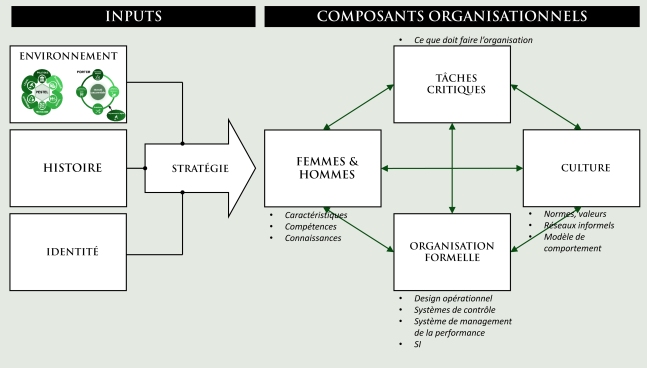 INPUTS
COMPOSANTS ORGANISATIONNELS
ENVIRONNEMENT
PESTEL
PORTER
HISTOIRE
IDENTITÉ
STRATÉGIE
• Ce que doit faire l'organisation
TÂCHES
CRITIQUES
FEMMES &
HOMMES
• Caractéristiques
• Compétences
• Connaissances
CULTURE
• Normes, valeurs
• Réseaux informels
• Modèle de
comportement
ORGANISATION
FORMELLE
• Design opérationnel
• Systèmes de contrôle
• Système de management
de la performance
• SI